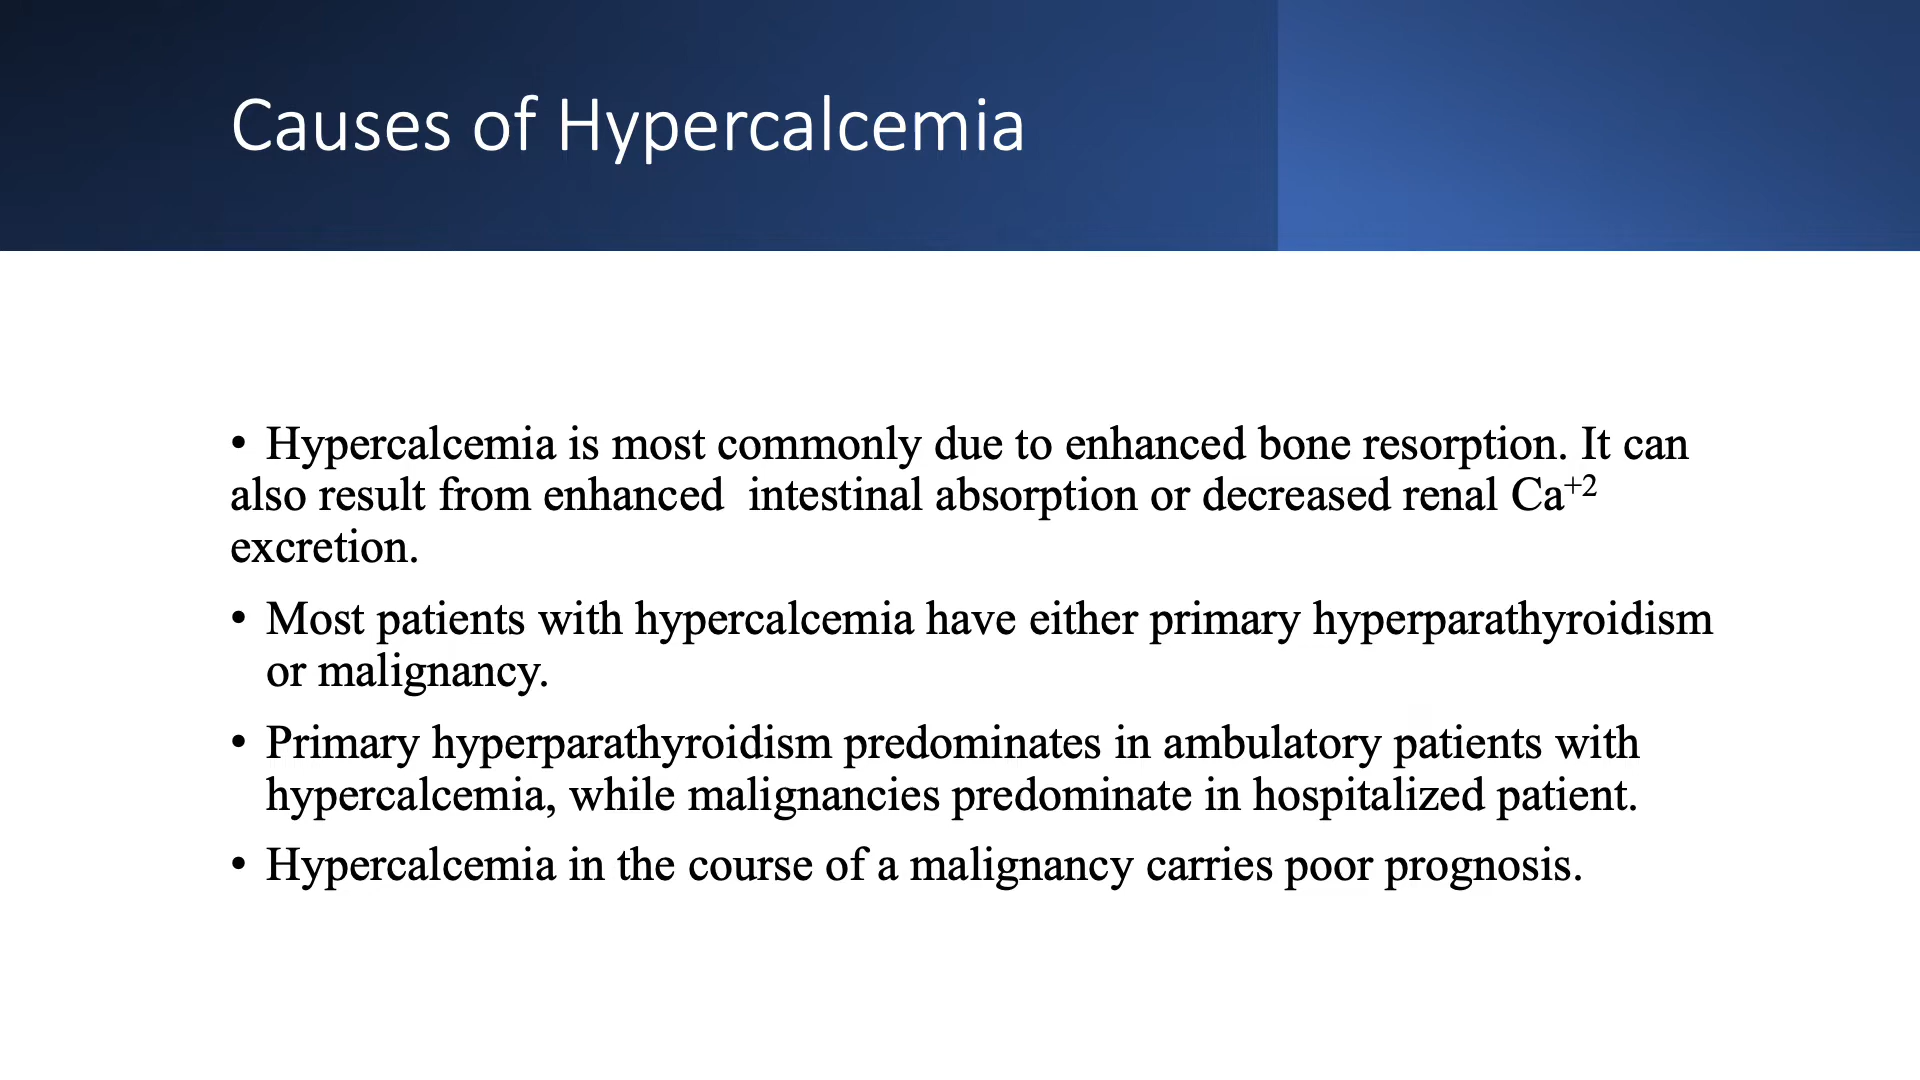 Causes of Hypercalcemia
• Hypercalcemia is most commonly due to enhanced bone resorption. It can
also result from enhanced  intestinal absorption or decreased renal Ca⁺²
excretion.
• Most patients with hypercalcemia have either primary hyperparathyroidism
or malignancy.
• Primary hyperparathyroidism predominates in ambulatory patients with
hypercalcemia, while malignancies predominate in hospitalized patient.
• Hypercalcemia in the course of a malignancy carries poor prognosis.